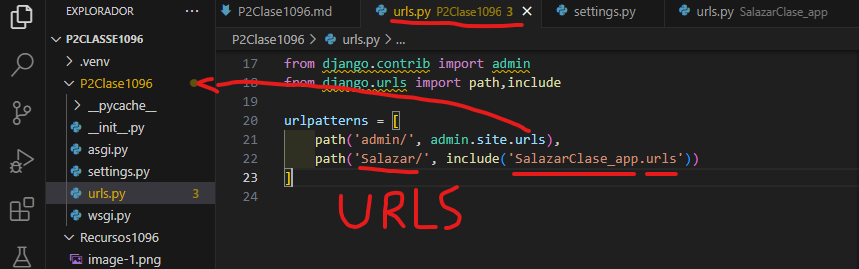 EXPLORADOR ...
P2CLASSE1096
.venv
P2Clase1096
__pycache__
__init__.py
asgi.py
settings.py
urls.py 3
wsgi.py
Recursos1096
image-1.png
P2Clase1096.md
urls.py P2Clase1096 3
settings.py
urls.py SalazarClase_app
P2Clase1096 > urls.py > ...
17 from django.contrib import admin
18 from django.urls import path,include
19
20 urlpatterns = [
21 path('admin/', admin.site.urls),
22 path('Salazar/', include('SalazarClase_app.urls'))
23 ]
24
URLS